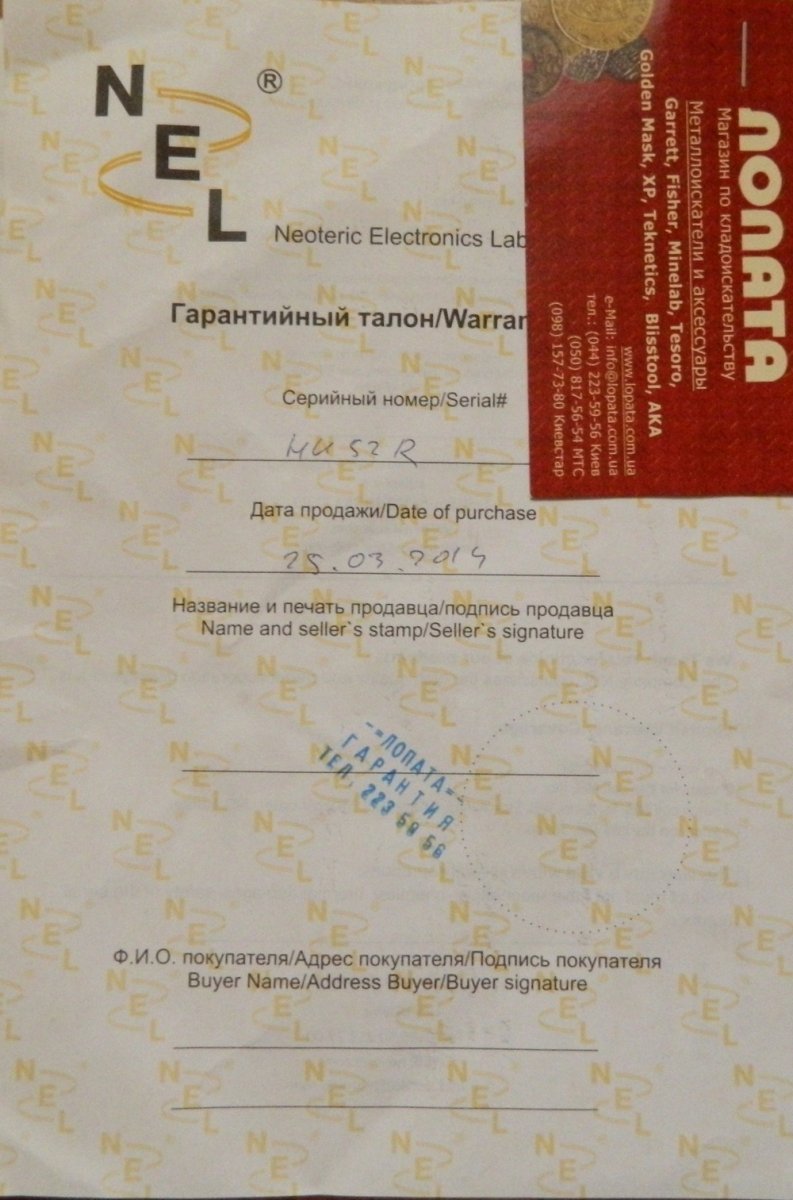 NEL ®
Neoteric Electronics Lab
Гарантийный талон/Warran
Серийный номер/Serial#
Дата продажи/Date of purchase
25.03.2014
Название и печать продавца/подпись продавца
Name and seller`s stamp/Seller`s signature
-=ЛОПАТА=-
ГАРАНТИЯ
ТЕЛ. 223 59 56
Ф.И.О. покупателя/Адрес покупателя/Подпись покупателя
Buyer Name/Address Buyer/Buyer signature
ЛОПАТА
Магазин по кладоискательству
Металлоискатели и аксессуары
Garrett, Fisher, Minelab, Tesoro,
Golden Mask, XP, Teknetics, Blisstool, AKA
www.lopata.com.ua
e-Mail: info@lopata.com.ua
тел.: (044) 223-59-56 Киев
(050) 817-56-54 МТС
(098) 157-73-80 Киевстар